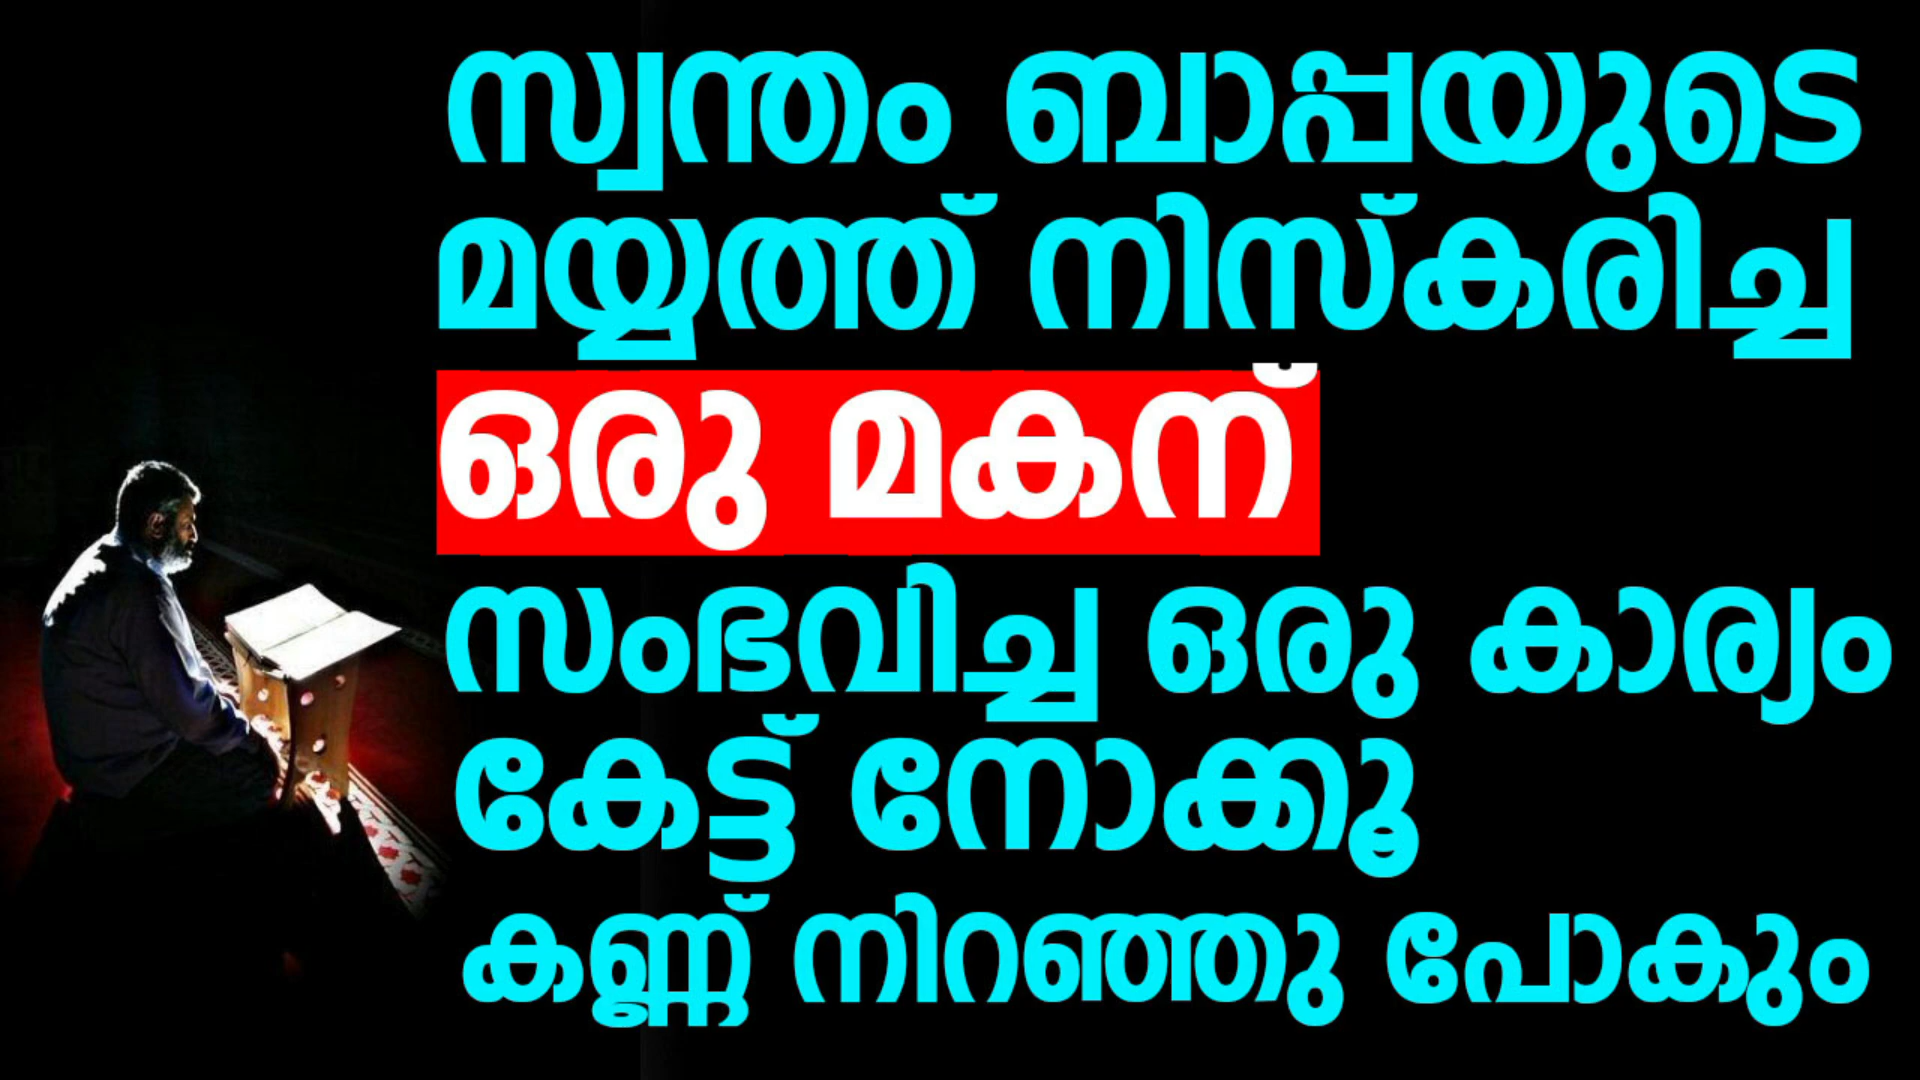 സ്വന്തം ബാപ്പയുടെ
മയ്യത്ത് നിസ്കരിച്ച
ഒരു മകന്
സംഭവിച്ച ഒരു കാര്യം
കേട്ട് നോക്കൂ
കണ്ണ് നിറഞ്ഞു പോകും